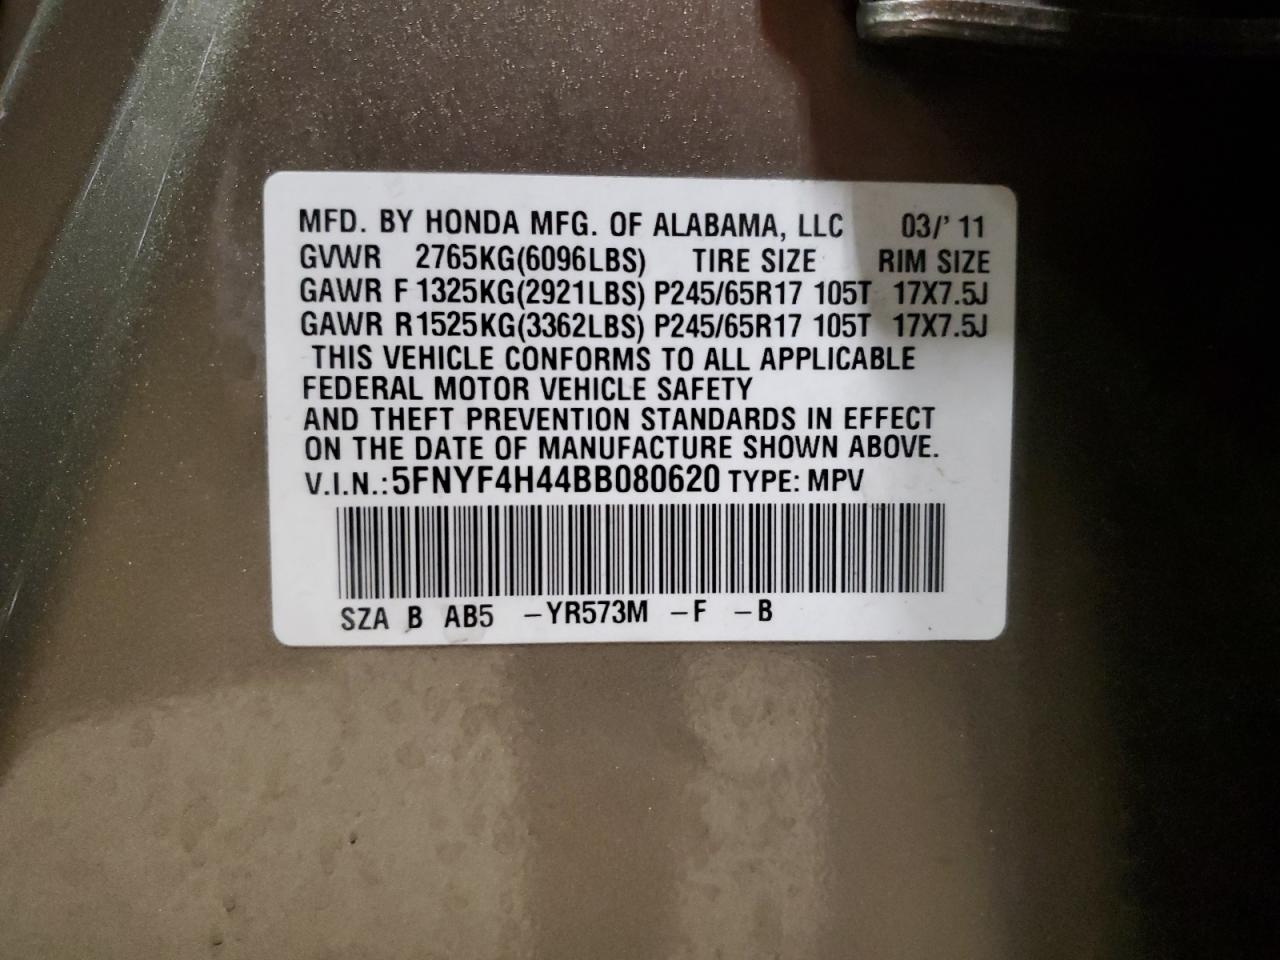 MFD. BY HONDA MFG. OF ALABAMA, LLC 03/' 11
GVWR 2765KG(6096LBS) TIRE SIZE RIM SIZE
GAWR F 1325KG(2921LBS) P245/65R17 105T 17X7.5J
GAWR R1525KG(3362LBS) P245/65R17 105T 17X7.5J
THIS VEHICLE CONFORMS TO ALL APPLICABLE
FEDERAL MOTOR VEHICLE SAFETY
AND THEFT PREVENTION STANDARDS IN EFFECT
ON THE DATE OF MANUFACTURE SHOWN ABOVE.
V.I.N.:5FNYF4H44BB080620 TYPE: MPV
SZA B AB5 –YR573M –F –B